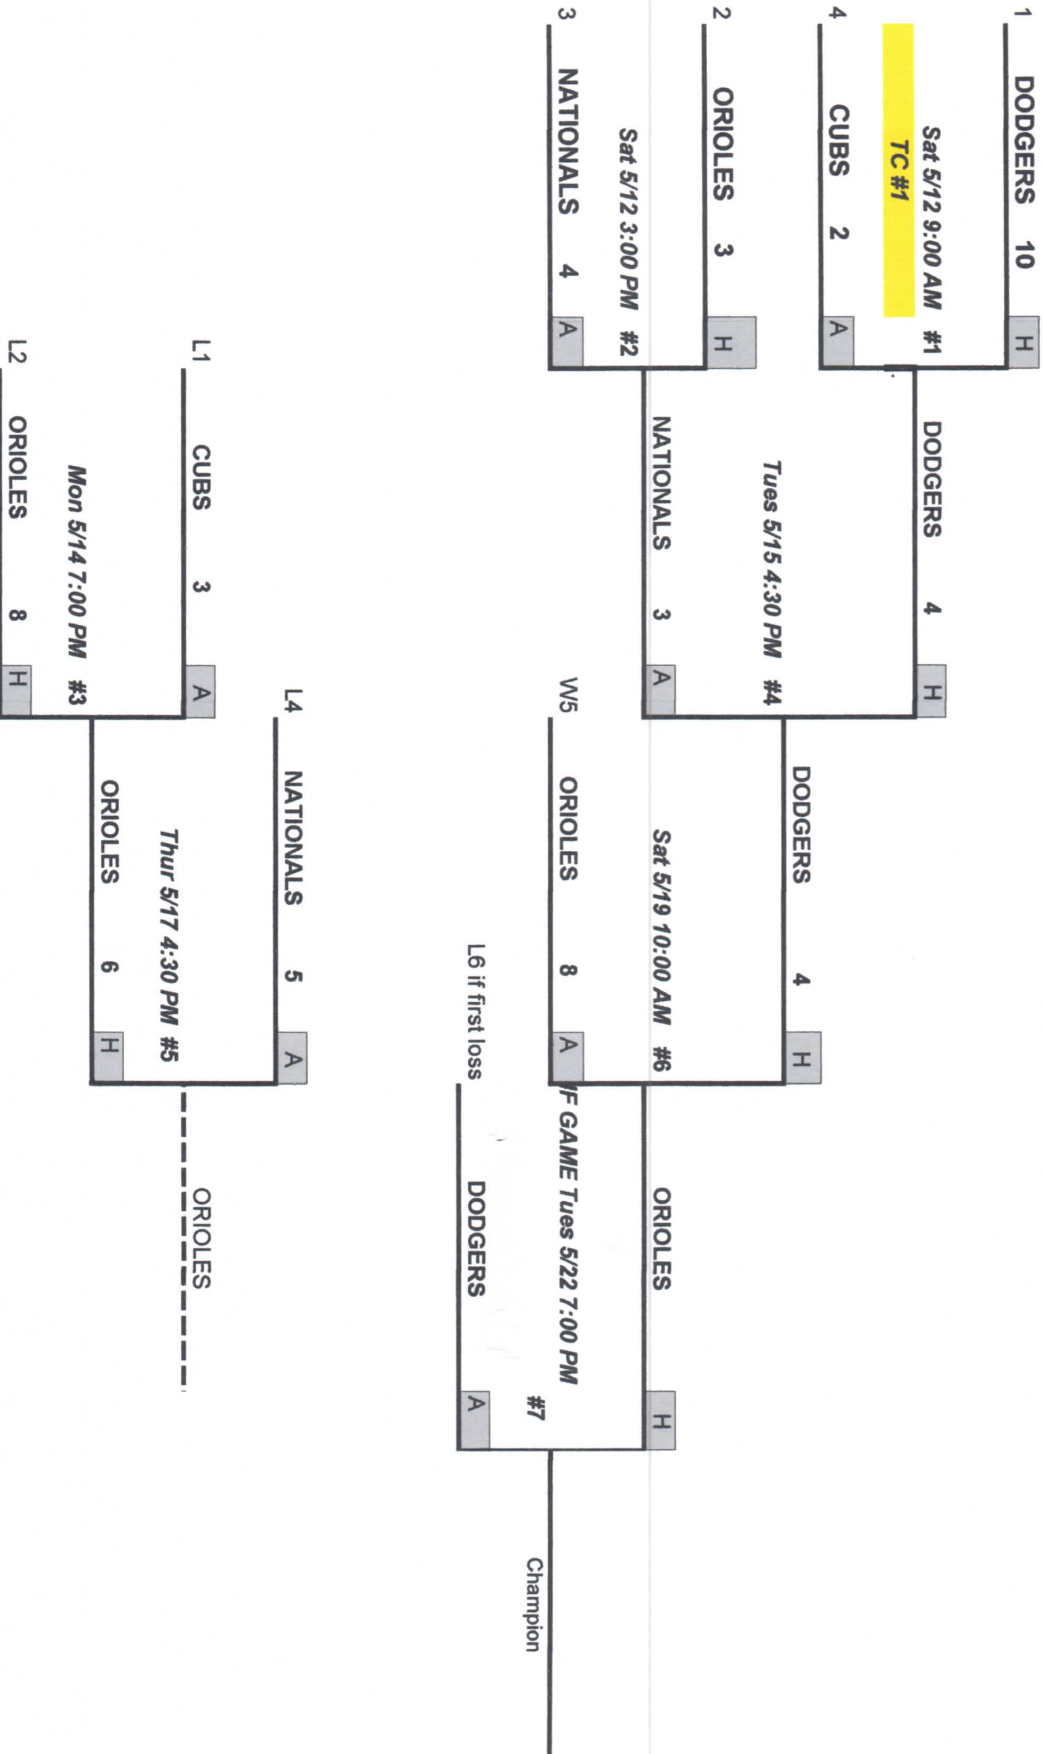 1 DODGERS 10 H
Sat 5/12 9:00 AM #1
TC #1
4 CUBS 2 A
2 ORIOLES 3 H
Sat 5/12 3:00 PM #2
3 NATIONALS 4 A
DODGERS 4 H
Tues 5/15 4:30 PM #4
NATIONALS 3 A
DODGERS 4 H
Sat 5/19 10:00 AM #6
W5 ORIOLES 8 A
ORIOLES H
IF GAME Tues 5/22 7:00 PM
#7
L6 if first loss
DODGERS A
Champion
L4 NATIONALS 5 A
Thur 5/17 4:30 PM #5
ORIOLES 6 H
ORIOLES
L1 CUBS 3 A
Mon 5/14 7:00 PM #3
L2 ORIOLES 8 H